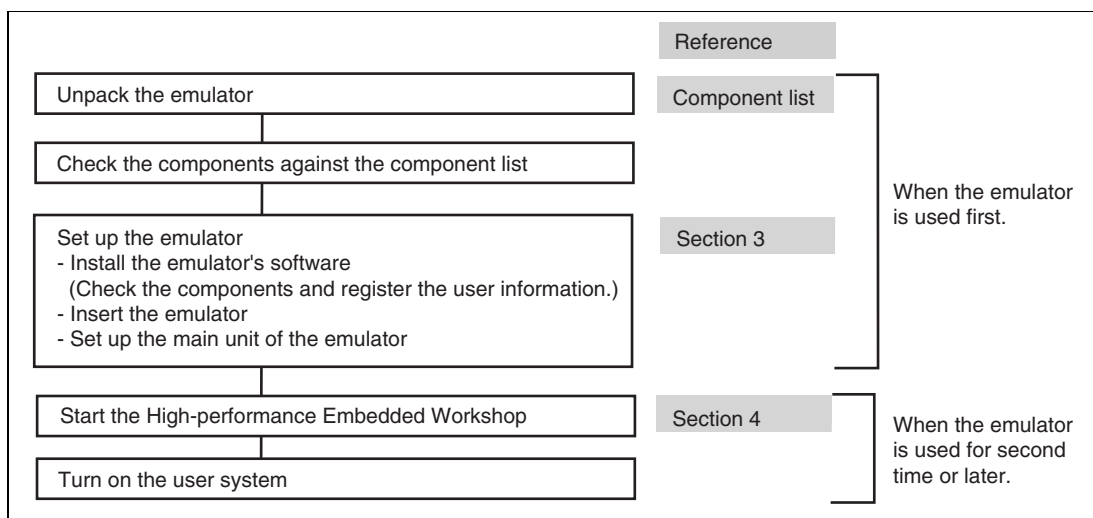 Reference
Unpack the emulator
Component list
Check the components against the component list
When the emulator
is used first.
Set up the emulator
- Install the emulator's software
(Check the components and register the user information.)
- Insert the emulator
- Set up the main unit of the emulator
Section 3
Start the High-performance Embedded Workshop
Section 4
When the emulator
is used for second
time or later.
Turn on the user system